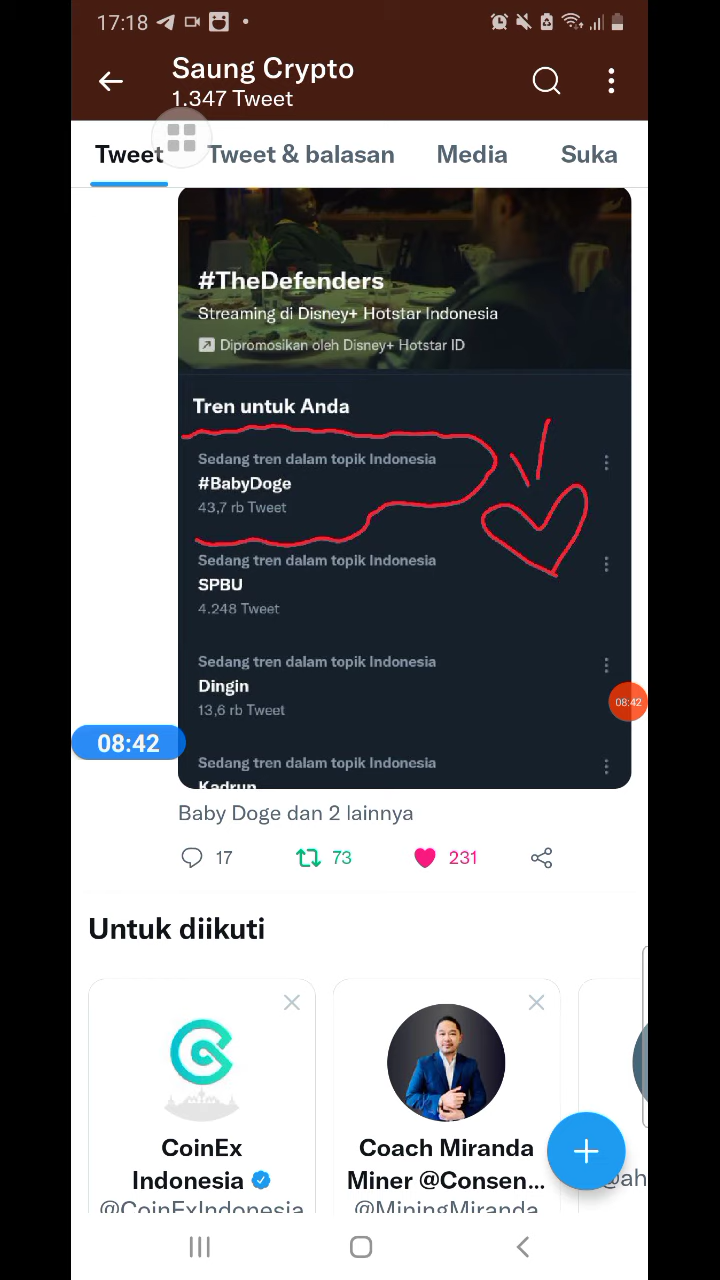 17:18
Saung Crypto
1.347 Tweet
Tweet
Tweet & balasan
Media
Suka
#TheDefenders
Streaming di Disney+ Hotstar Indonesia
Dipromosikan oleh Disney+ Hotstar ID
Tren untuk Anda
Sedang tren dalam topik Indonesia
#BabyDoge
43,7 rb Tweet
Sedang tren dalam topik Indonesia
SPBU
4.248 Tweet
Sedang tren dalam topik Indonesia
Dingin
13,6 rb Tweet
08:42
08:42
Sedang tren dalam topik Indonesia
Kadrun
Baby Doge dan 2 lainnya
17
73
231
Untuk diikuti
CoinEx
Indonesia
@CoinExIndonesia
Coach Miranda
Miner @Consen...
@MiningMiranda